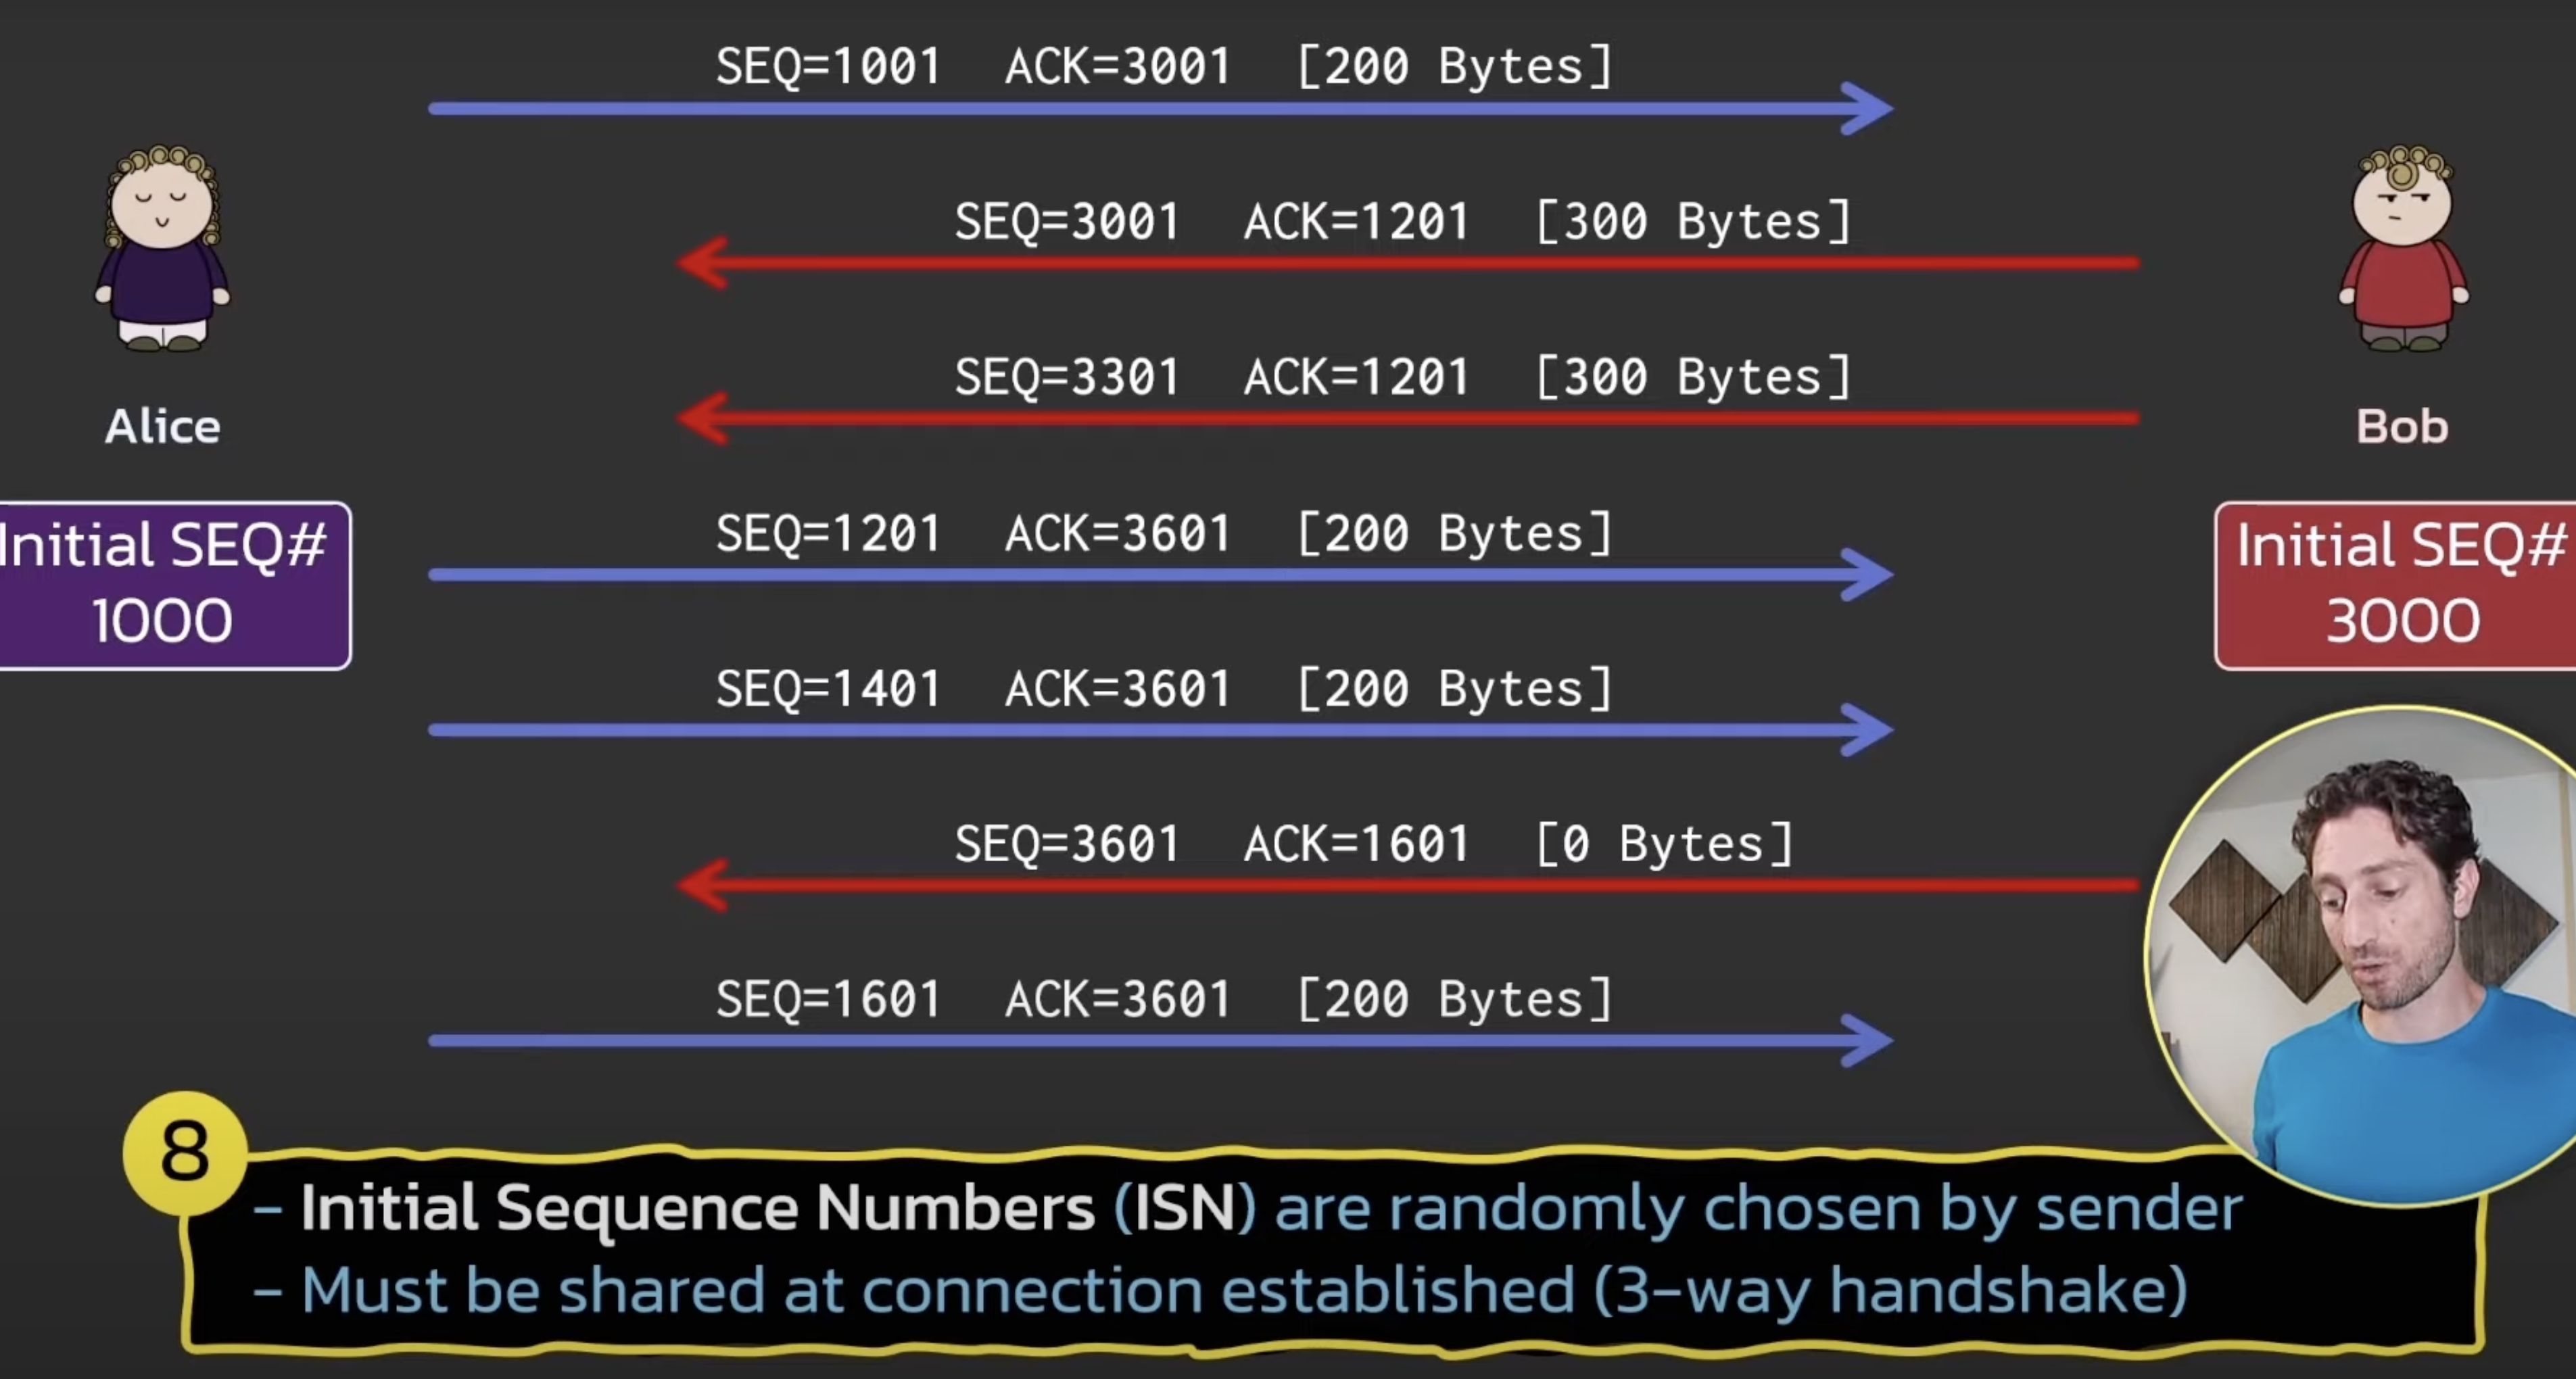 SEQ=1001 ACK=3001 [200 Bytes]
SEQ=3001 ACK=1201 [300 Bytes]
SEQ=3301 ACK=1201 [300 Bytes]
Alice
Bob
SEQ=1201 ACK=3601 [200 Bytes]
Initial SEQ#
1000
Initial SEQ#
3000
SEQ=1401 ACK=3601 [200 Bytes]
SEQ=3601 ACK=1601 [0 Bytes]
SEQ=1601 ACK=3601 [200 Bytes]
8
- Initial Sequence Numbers (ISN) are randomly chosen by sender
- Must be shared at connection established (3-way handshake)